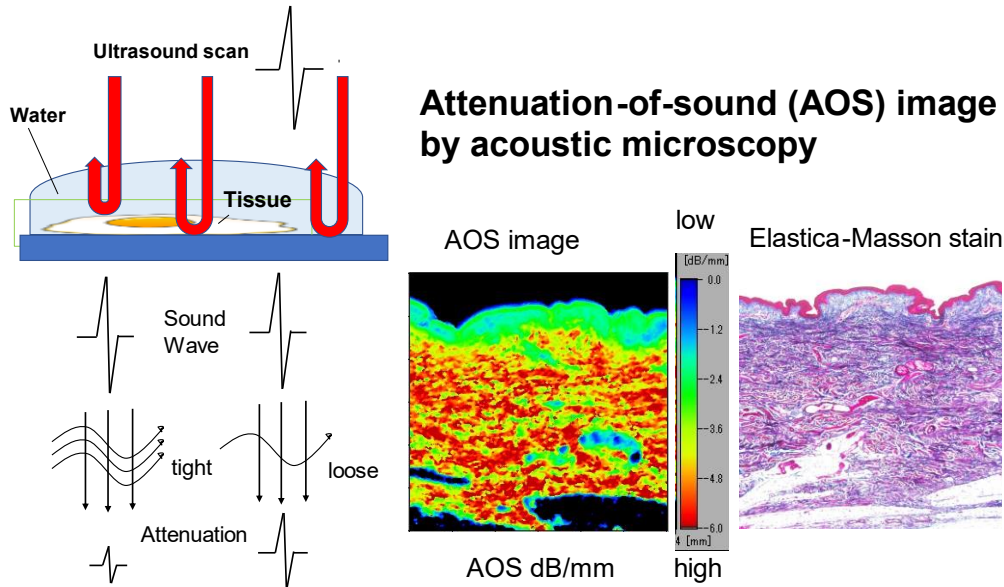 Ultrasound scan
Water
Tissue
Sound
Wave
tight
loose
Attenuation
Attenuation-of-sound (AOS) image
by acoustic microscopy
AOS image
low
Elastica-Masson stain
[dB/mm]
0.0
-1.2
-2.4
-3.6
-4.8
-6.0
4 [mm]
AOS dB/mm
high